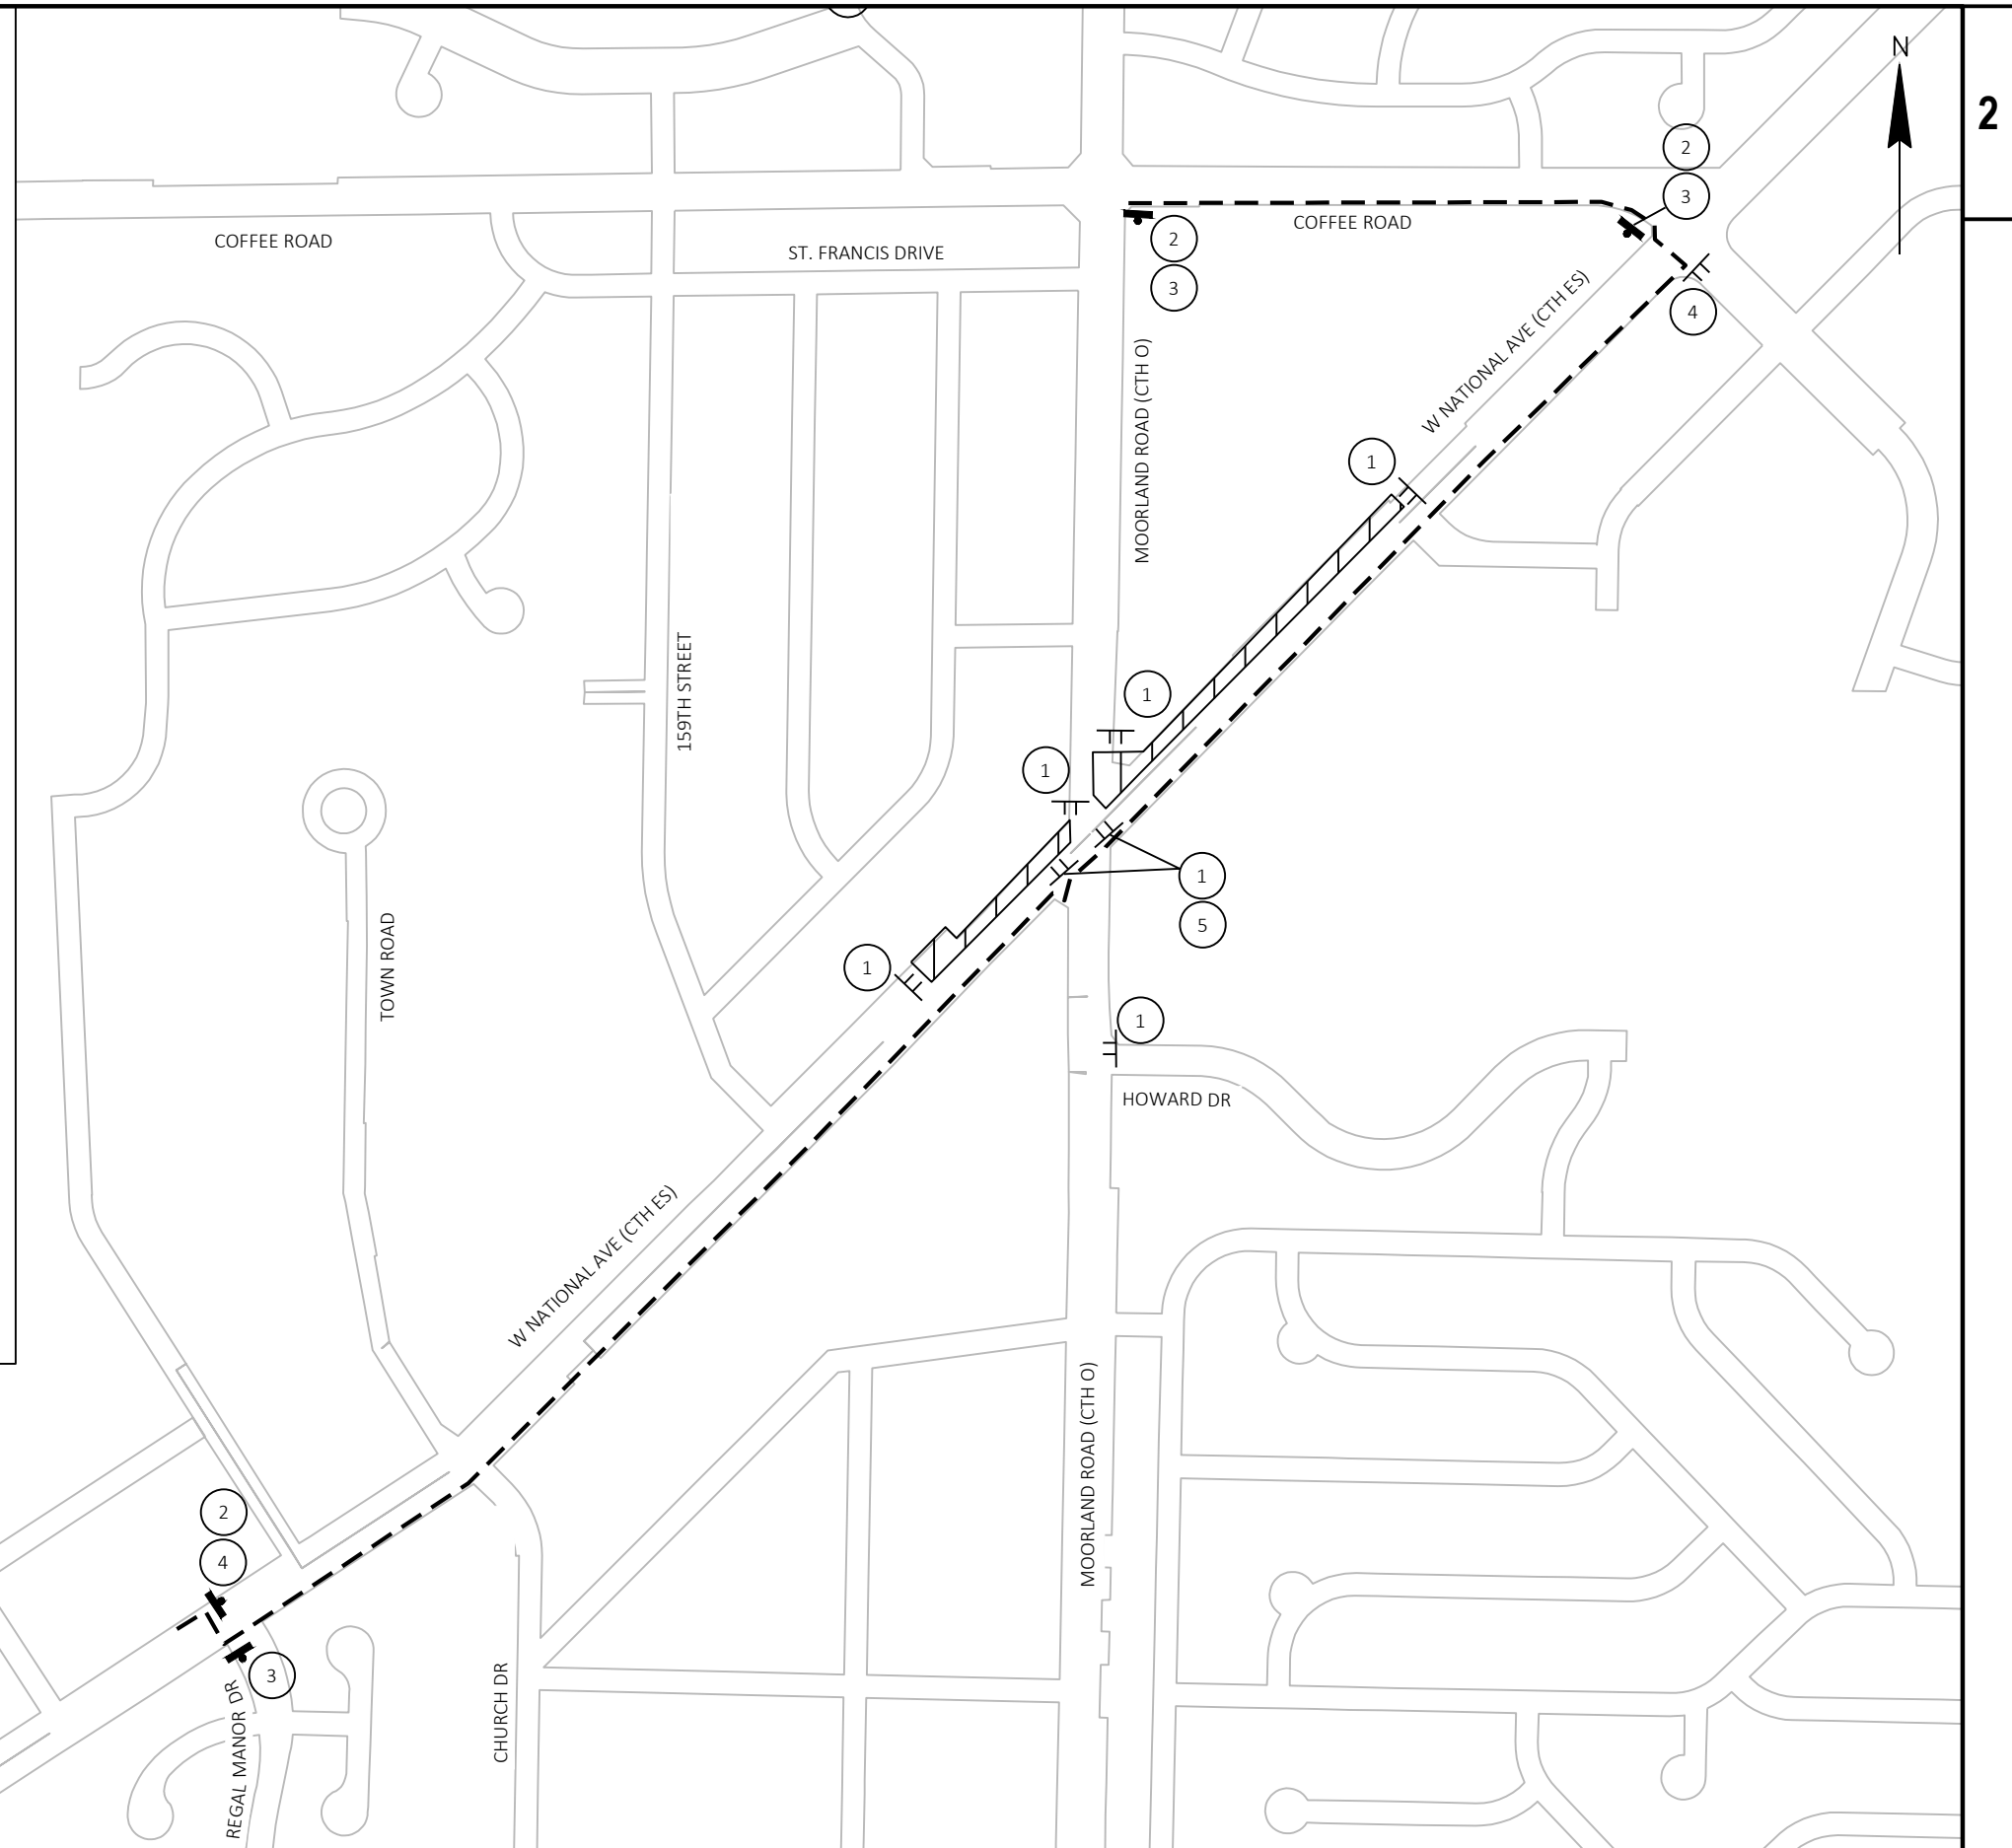 N
2
2
3
COFFEE ROAD
COFFEE ROAD
ST. FRANCIS DRIVE
2
3
4
W NATIONAL AVE (CTH ES)
MOORLAND ROAD (CTH O)
1
159TH STREET
1
1
1
5
TOWN ROAD
1
1
HOWARD DR
W NATIONAL AVE (CTH ES)
MOORLAND ROAD (CTH O)
2
4
3
REGAL MANOR DR
CHURCH DR